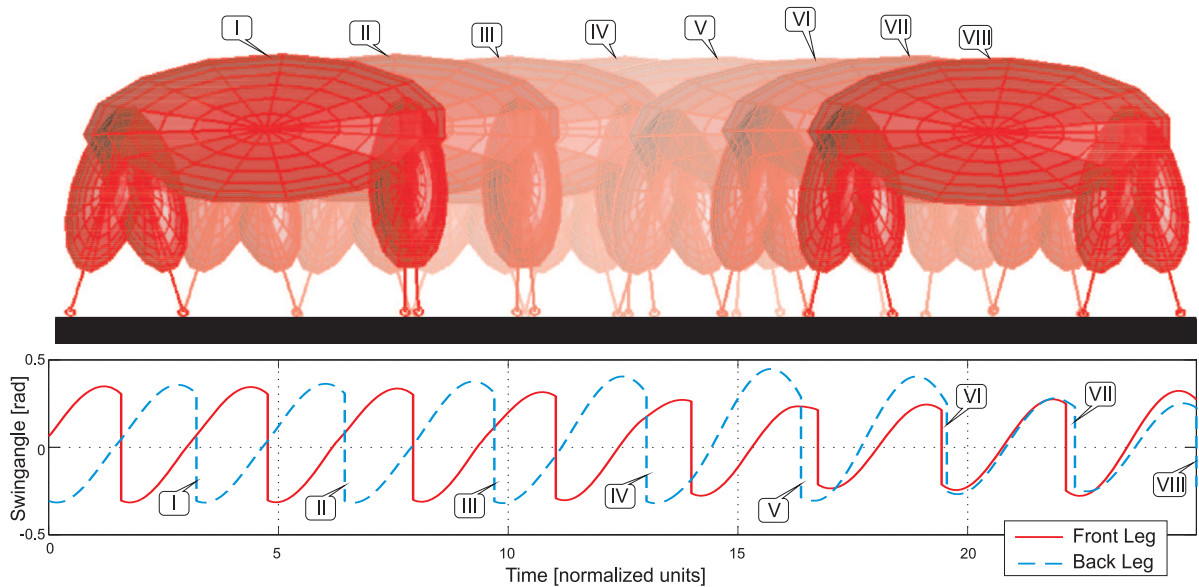 I
II
III
IV
V
VI
VII
VIII
0.5
0
-0.5
Swingangle [rad]
I
II
III
IV
V
VI
VII
VIII
Front Leg
Back Leg
0
5
10
15
20
Time [normalized units]